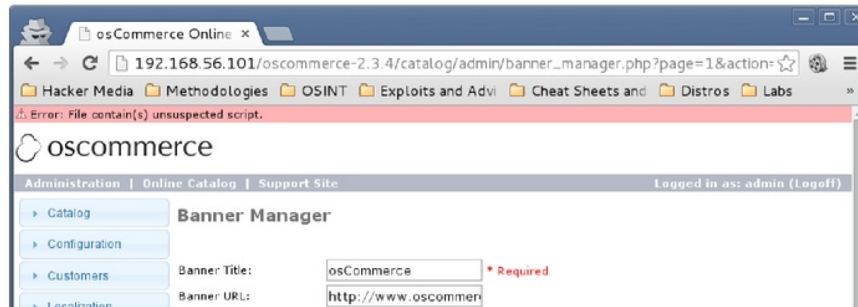 osCommerce Online
192.168.56.101/oscommerce-2.3.4/catalog/admin/banner_manager.php?page=1&action=
Hacker Media Methodologies OSINT Exploits and Advi Cheat Sheets and Distros Labs »
Error: File contain(s) unsuspected script.
oscommerce
Administration | Online Catalog | Support Site Logged in as: admin (Logoff)
Catalog
Banner Manager
Configuration
Customers
Banner Title: osCommerce * Required
Banner URL: http://www.oscommer
Localization